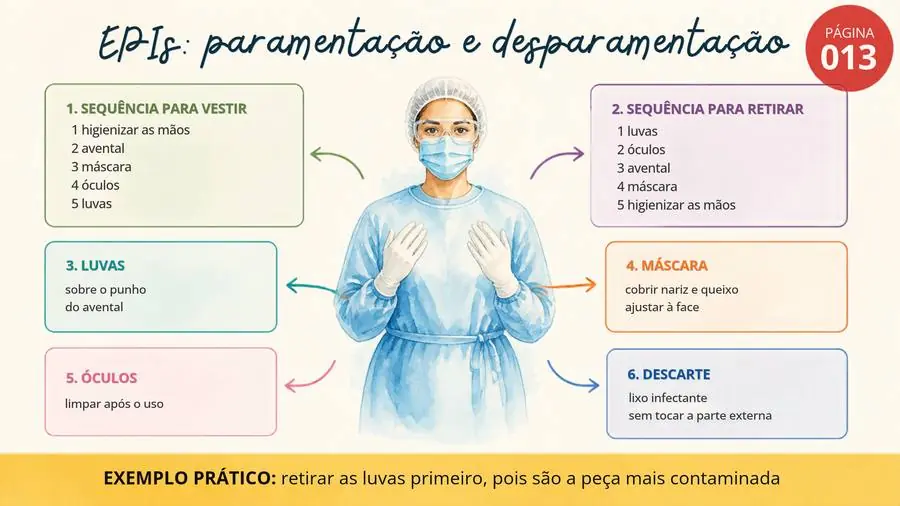 EPIs: paramentação e desparamentação
PÁGINA
013
1. SEQUÊNCIA PARA VESTIR
1 higienizar as mãos
2 avental
3 máscara
4 óculos
5 luvas
2. SEQUÊNCIA PARA RETIRAR
1 luvas
2 óculos
3 avental
4 máscara
5 higienizar as mãos
3. LUVAS
sobre o punho
do avental
4. MÁSCARA
cobrir nariz e queixo
ajustar à face
5. ÓCULOS
limpar após o uso
6. DESCARTE
lixo infectante
sem tocar a parte externa
EXEMPLO PRÁTICO: retirar as luvas primeiro, pois são a peça mais contaminada